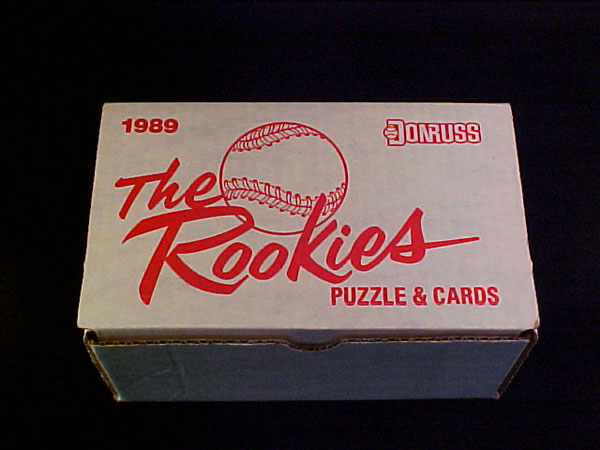 1989
DONRUSS
The
Rookies
PUZZLE & CARDS